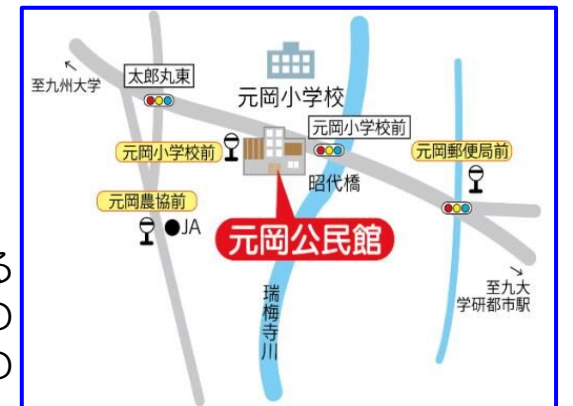 至九州大学
太郎丸東
元岡小学校
元岡小学校前
元岡小学校前
元岡郵便局前
昭代橋
元岡農協前
●JA
元岡公民館
瑞梅寺川
至九大
学研都市駅
る
の
の